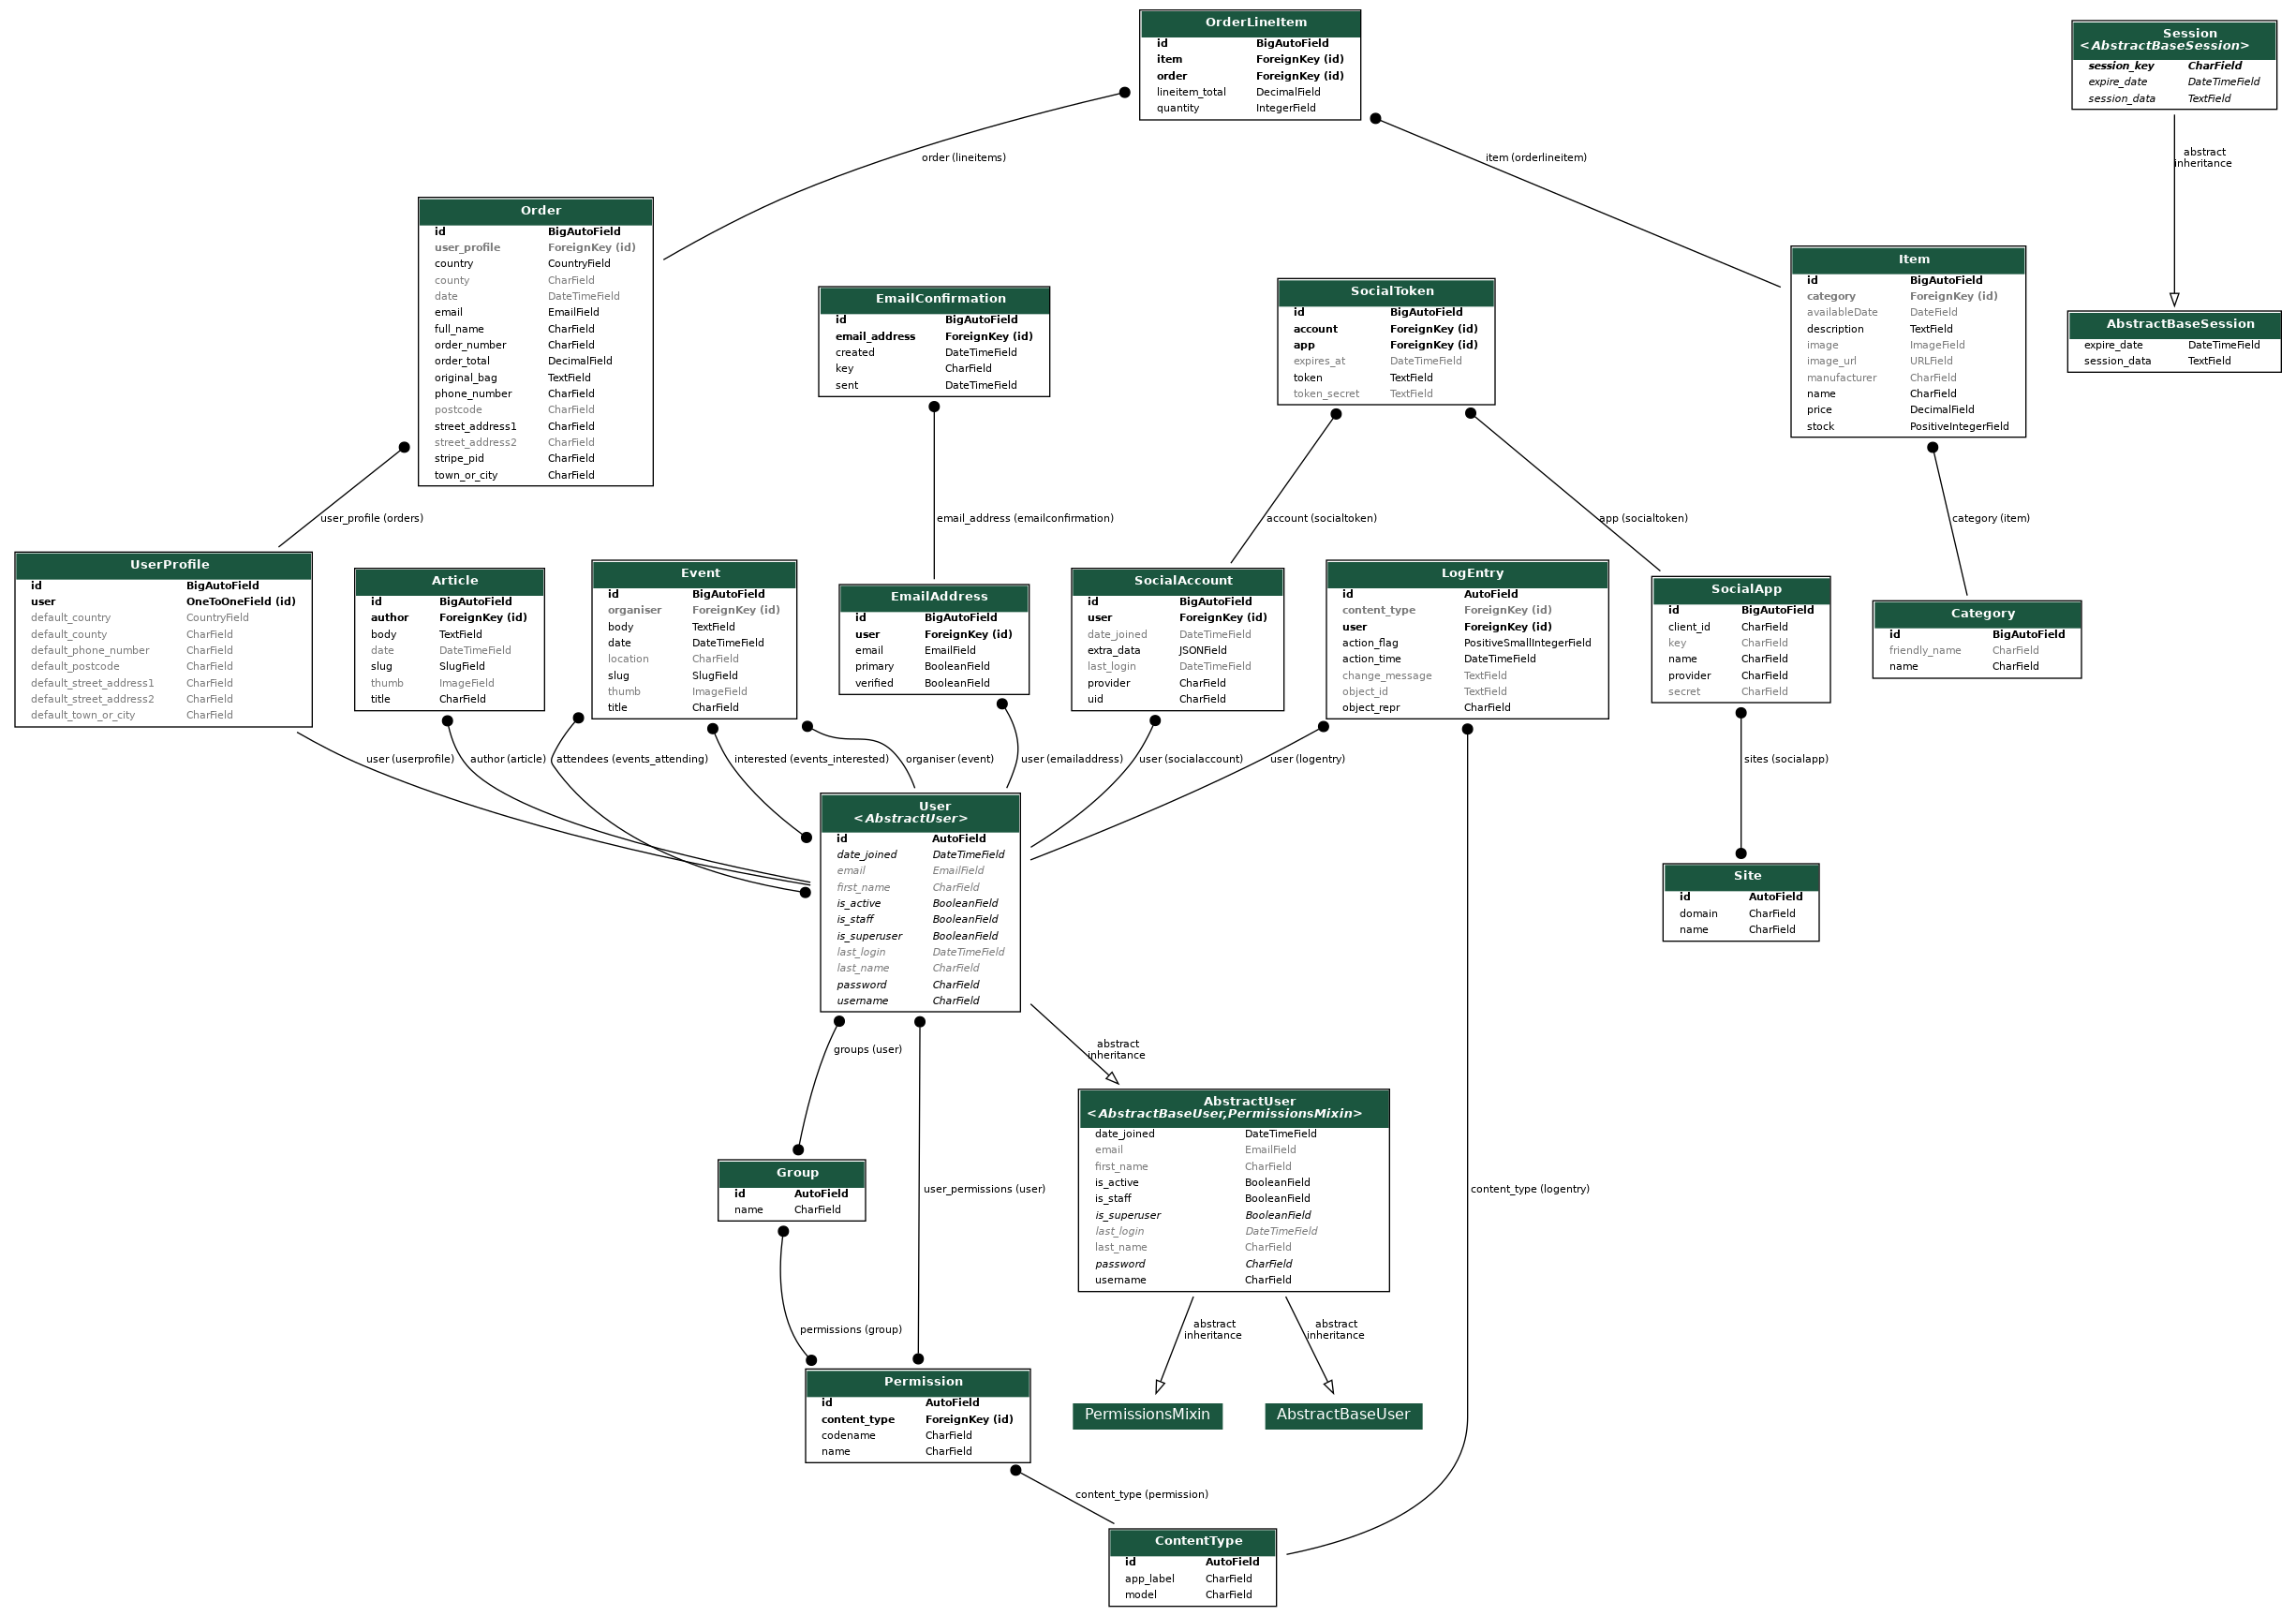 OrderLineItem
id BigAutoField
item ForeignKey (id)
order ForeignKey (id)
lineitem_total DecimalField
quantity IntegerField
Session
<AbstractBaseSession>
session_key CharField
expire_date DateTimeField
session_data TextField
order (lineitems)
item (orderlineitem)
abstract
inheritance
Order
id BigAutoField
user_profile ForeignKey (id)
country CountryField
county CharField
date DateTimeField
email EmailField
full_name CharField
order_number CharField
order_total DecimalField
original_bag TextField
phone_number CharField
postcode CharField
street_address1 CharField
street_address2 CharField
stripe_pid CharField
town_or_city CharField
EmailConfirmation
id BigAutoField
email_address ForeignKey (id)
created DateTimeField
key CharField
sent DateTimeField
SocialToken
id BigAutoField
account ForeignKey (id)
app ForeignKey (id)
expires_at DateTimeField
token TextField
token_secret TextField
Item
id BigAutoField
category ForeignKey (id)
availableDate DateField
description TextField
image ImageField
image_url URLField
manufacturer CharField
name CharField
price DecimalField
stock PositiveIntegerField
AbstractBaseSession
expire_date DateTimeField
session_data TextField
user_profile (orders)
email_address (emailconfirmation)
account (socialtoken)
app (socialtoken)
category (item)
UserProfile
id BigAutoField
user OneToOneField (id)
default_country CountryField
default_county CharField
default_phone_number CharField
default_postcode CharField
default_street_address1 CharField
default_street_address2 CharField
default_town_or_city CharField
Article
id BigAutoField
author ForeignKey (id)
body TextField
date DateTimeField
slug SlugField
thumb ImageField
title CharField
Event
id BigAutoField
organiser ForeignKey (id)
body TextField
date DateTimeField
location CharField
slug SlugField
thumb ImageField
title CharField
EmailAddress
id BigAutoField
user ForeignKey (id)
email EmailField
primary BooleanField
verified BooleanField
SocialAccount
id BigAutoField
user ForeignKey (id)
date_joined DateTimeField
extra_data JSONField
last_login DateTimeField
provider CharField
uid CharField
LogEntry
id AutoField
content_type ForeignKey (id)
user ForeignKey (id)
action_flag PositiveSmallIntegerField
action_time DateTimeField
change_message TextField
object_id TextField
object_repr CharField
SocialApp
id BigAutoField
client_id CharField
key CharField
name CharField
provider CharField
secret CharField
Category
id BigAutoField
friendly_name CharField
name CharField
user (userprofile)
author (article)
attendees (events_attending)
interested (events_interested)
organiser (event)
user (emailaddress)
user (socialaccount)
user (logentry)
sites (socialapp)
User
<AbstractUser>
id AutoField
date_joined DateTimeField
email EmailField
first_name CharField
is_active BooleanField
is_staff BooleanField
is_superuser BooleanField
last_login DateTimeField
last_name CharField
password CharField
username CharField
Site
id AutoField
domain CharField
name CharField
groups (user)
abstract
inheritance
AbstractUser
<AbstractBaseUser,PermissionsMixin>
date_joined DateTimeField
email EmailField
first_name CharField
is_active BooleanField
is_staff BooleanField
is_superuser BooleanField
last_login DateTimeField
last_name CharField
password CharField
username CharField
Group
id AutoField
name CharField
user_permissions (user)
content_type (logentry)
permissions (group)
abstract
inheritance
abstract
inheritance
Permission
id AutoField
content_type ForeignKey (id)
codename CharField
name CharField
PermissionsMixin
AbstractBaseUser
content_type (permission)
ContentType
id AutoField
app_label CharField
model CharField